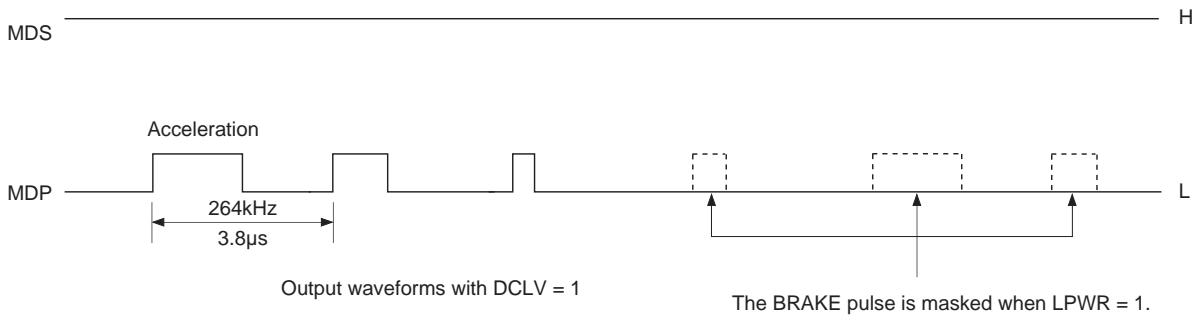 MDS
H
Acceleration
MDP
L
264kHz
3.8µs
Output waveforms with DCLV = 1
The BRAKE pulse is masked when LPWR = 1.